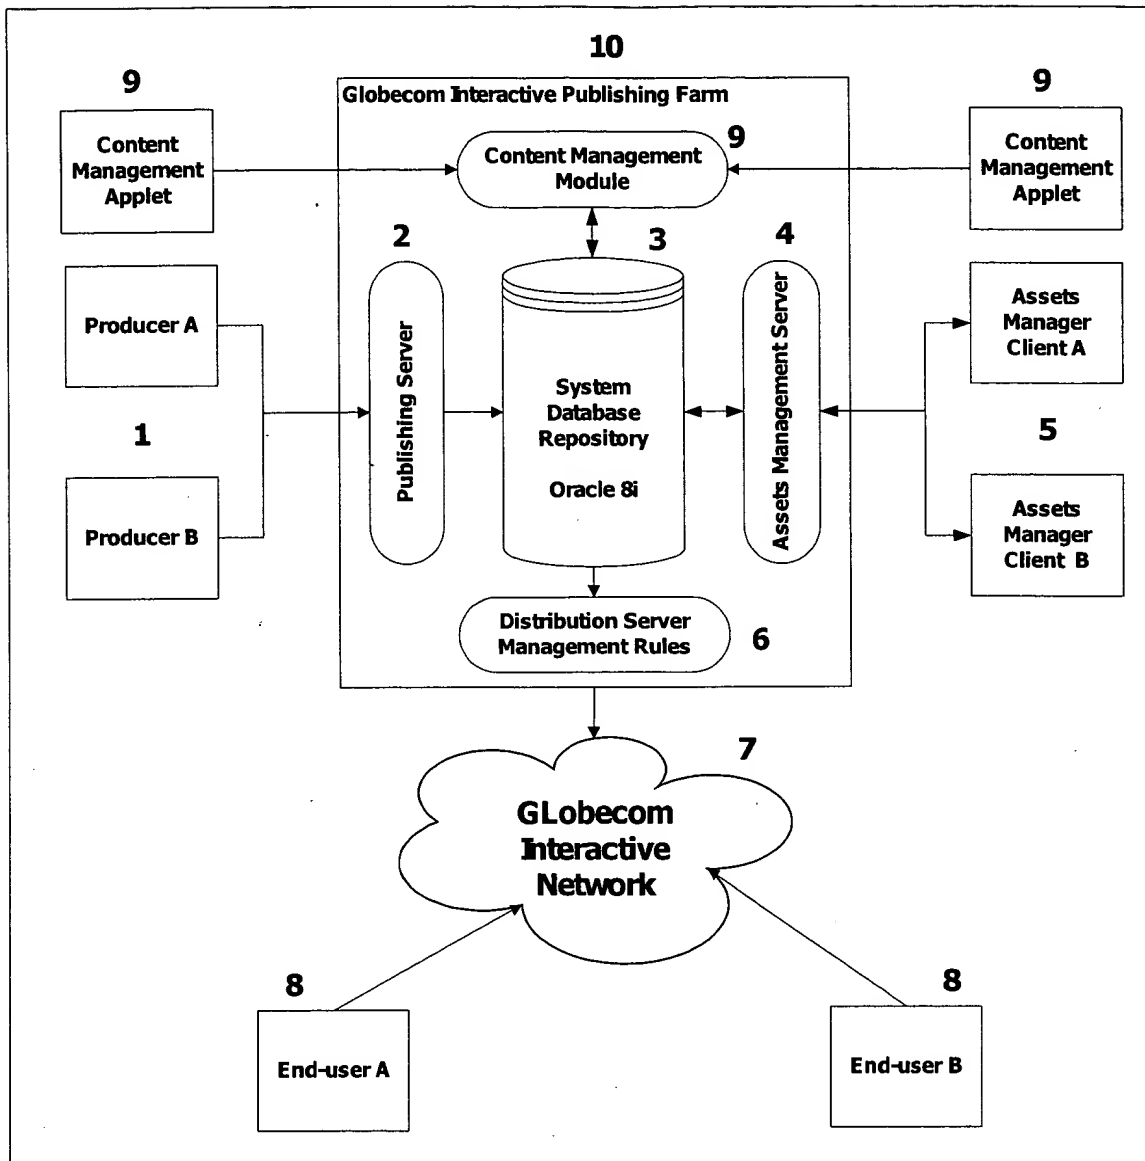 10
9
9
Globecom Interactive Publishing Farm
Content
Management
Applet
9
Content Management
Module
Content
Management
Applet
2
3
4
Producer A
Publishing Server
System
Database
Repository
Oracle 8i
Assets Management Server
Assets
Manager
Client A
1
5
Producer B
Assets
Manager
Client B
Distribution Server
Management Rules
6
7
GLobecom
Interactive
Network
8
8
End-user A
End-user B